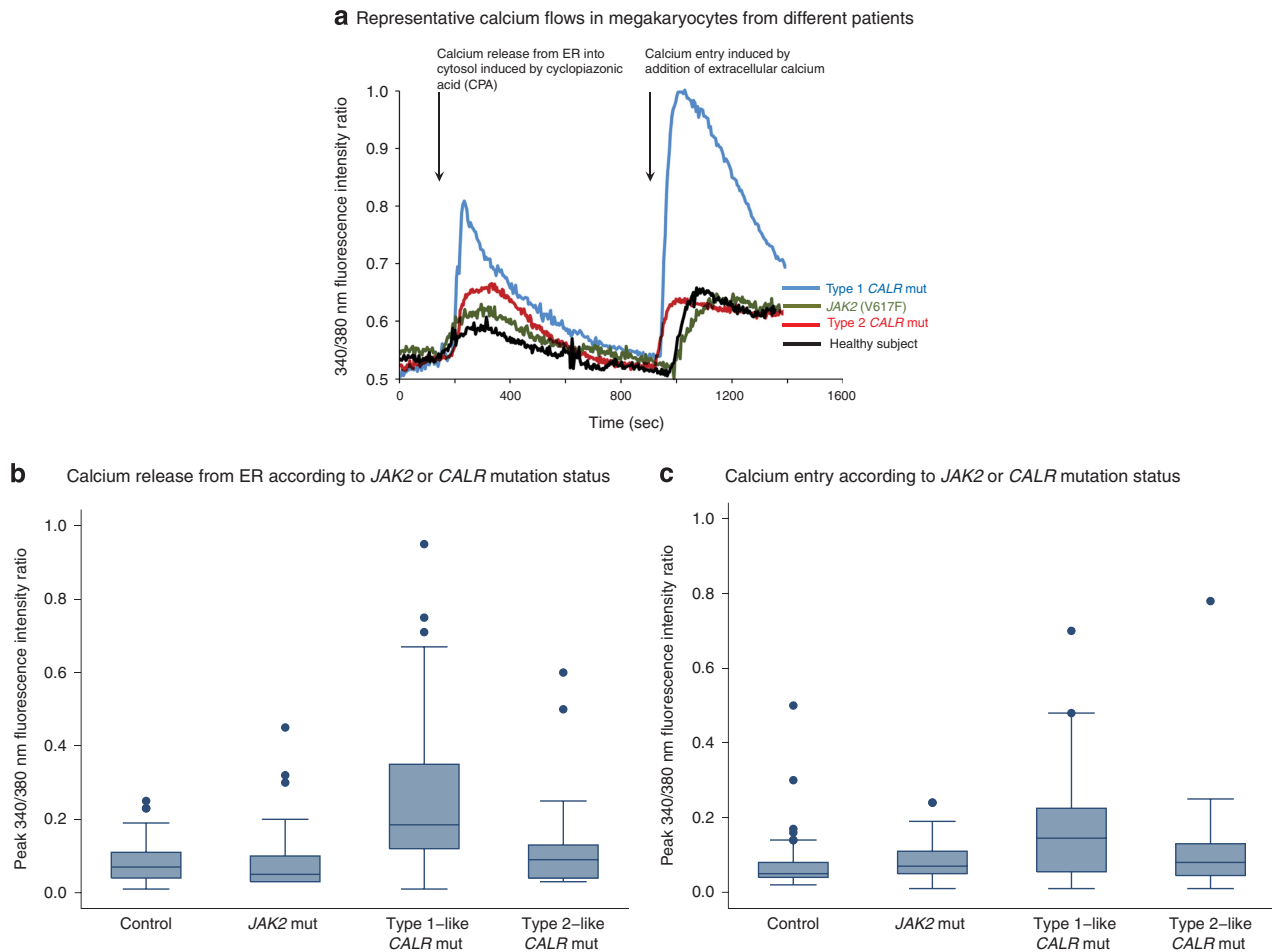 a Representative calcium flows in megakaryocytes from different patients
Calcium release from ER into
cytosol induced by cyclopiazonic
acid (CPA)
Calcium entry induced by
addition of extracellular calcium
340/380 nm fluorescence intensity ratio
1.0
0.9
0.8
0.7
0.6
0.5
0
400
800
1200
1600
Time (sec)
Type 1 CALR mut
JAK2 (V617F)
Type 2 CALR mut
Healthy subject
b Calcium release from ER according to JAK2 or CALR mutation status
Peak 340/380 nm fluorescence intensity ratio
1.0
0.8
0.6
0.4
0.2
0.0
Control
JAK2 mut
Type 1–like
CALR mut
Type 2–like
CALR mut
c Calcium entry according to JAK2 or CALR mutation status
Peak 340/380 nm fluorescence intensity ratio
1.0
0.8
0.6
0.4
0.2
0.0
Control
JAK2 mut
Type 1–like
CALR mut
Type 2–like
CALR mut